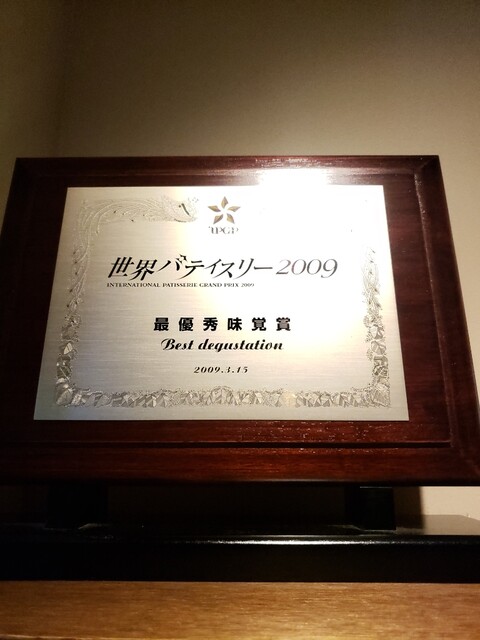 IPGP
世界パティスリー2009
INTERNATIONAL PATISSERIE GRAND PRIX 2009
最優秀味覚賞
Best degustation
2009.3.15